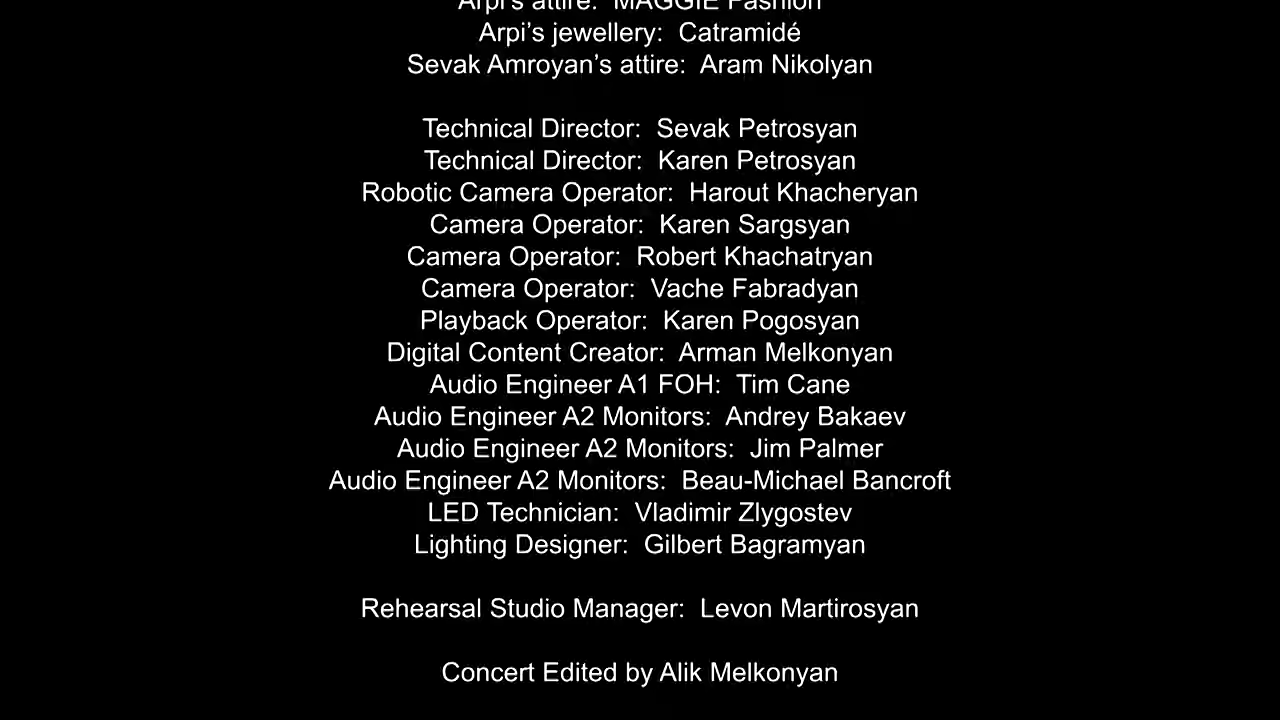 Arpi's attire:  MAGGIE Fashion
Arpi’s jewellery:  Catramidé
Sevak Amroyan’s attire:  Aram Nikolyan
Technical Director:  Sevak Petrosyan
Technical Director:  Karen Petrosyan
Robotic Camera Operator:  Harout Khacheryan
Camera Operator:  Karen Sargsyan
Camera Operator:  Robert Khachatryan
Camera Operator:  Vache Fabradyan
Playback Operator:  Karen Pogosyan
Digital Content Creator:  Arman Melkonyan
Audio Engineer A1 FOH:  Tim Cane
Audio Engineer A2 Monitors:  Andrey Bakaev
Audio Engineer A2 Monitors:  Jim Palmer
Audio Engineer A2 Monitors:  Beau-Michael Bancroft
LED Technician:  Vladimir Zlygostev
Lighting Designer:  Gilbert Bagramyan
Rehearsal Studio Manager:  Levon Martirosyan
Concert Edited by Alik Melkonyan